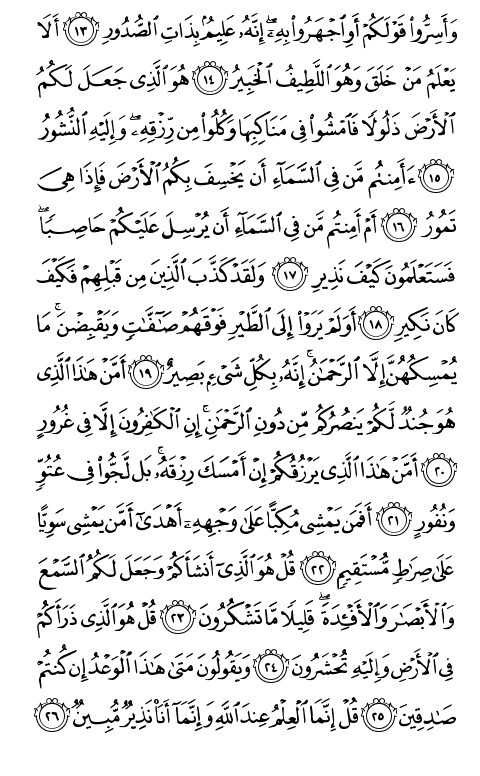 وَأَسِرُّوا۟ قَوْلَكُمْ أَوِ ٱجْهَرُوا۟ بِهِۦٓ ۖ إِنَّهُۥ عَلِيمٌۢ بِذَاتِ ٱلصُّدُورِ ١٣ أَلَا
يَعْلَمُ مَنْ خَلَقَ وَهُوَ ٱللَّطِيفُ ٱلْخَبِيرُ ١٤ هُوَ ٱلَّذِى جَعَلَ لَكُمُ
ٱلْأَرْضَ ذَلُولًا فَٱمْشُوا۟ فِى مَنَاكِبِهَا وَكُلُوا۟ مِن رِّزْقِهِۦ ۖ وَإِلَيْهِ ٱلنُّشُورُ
١٥ ءَأَمِنتُم مَّن فِى ٱلسَّمَآءِ أَن يَخْسِفَ بِكُمُ ٱلْأَرْضَ فَإِذَا هِىَ
تَمُورُ ١٦ أَمْ أَمِنتُم مَّن فِى ٱلسَّمَآءِ أَن يُرْسِلَ عَلَيْكُمْ حَاصِبًا ۖ
فَسَتَعْلَمُونَ كَيْفَ نَذِيرِ ١٧ وَلَقَدْ كَذَّبَ ٱلَّذِينَ مِن قَبْلِهِمْ فَكَيْفَ
كَانَ نَكِيرِ ١٨ أَوَلَمْ يَرَوْا۟ إِلَى ٱلطَّيْرِ فَوْقَهُمْ صَـٰٓفَّـٰتٍ وَيَقْبِضْنَ ۚ مَا
يُمْسِكُهُنَّ إِلَّا ٱلرَّحْمَـٰنُ ۚ إِنَّهُۥ بِكُلِّ شَىْءٍۭ بَصِيرٌ ١٩ أَمَّنْ هَـٰذَا ٱلَّذِى
هُوَ جُندٌ لَّكُمْ يَنصُرُكُم مِّن دُونِ ٱلرَّحْمَـٰنِ ۚ إِنِ ٱلْكَـٰفِرُونَ إِلَّا فِى غُرُورٍ
٢٠ أَمَّنْ هَـٰذَا ٱلَّذِى يَرْزُقُكُمْ إِنْ أَمْسَكَ رِزْقَهُۥ ۚ بَل لَّجُّوا۟ فِى عُتُوٍّ
وَنُفُورٍ ٢١ أَفَمَن يَمْشِى مُكِبًّا عَلَىٰ وَجْهِهِۦٓ أَهْدَىٰٓ أَمَّن يَمْشِى سَوِيًّا
عَلَىٰ صِرَٰطٍ مُّسْتَقِيمٍ ٢٢ قُلْ هُوَ ٱلَّذِىٓ أَنشَأَكُمْ وَجَعَلَ لَكُمُ ٱلسَّمْعَ
وَٱلْأَبْصَـٰرَ وَٱلْأَفْـِٔدَةَ ۖ قَلِيلًا مَّا تَشْكُرُونَ ٢٣ قُلْ هُوَ ٱلَّذِى ذَرَأَكُمْ
فِى ٱلْأَرْضِ وَإِلَيْهِ تُحْشَرُونَ ٢٤ وَيَقُولُونَ مَتَىٰ هَـٰذَا ٱلْوَعْدُ إِن كُنتُمْ
صَـٰدِقِينَ ٢٥ قُلْ إِنَّمَا ٱلْعِلْمُ عِندَ ٱللَّهِ وَإِنَّمَآ أَنَا۠ نَذِيرٌ مُّبِينٌ ٢٦